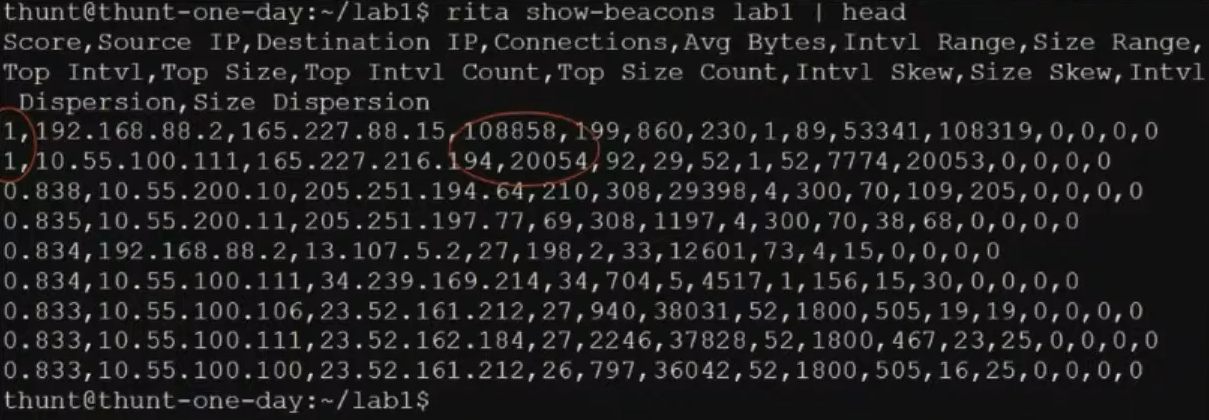 thunt@thunt-one-day:~/lab1$ rita show-beacons lab1 | head
Score,Source IP,Destination IP,Connections,Avg Bytes,Intvl Range,Size Range,
Top Intvl,Top Size,Top Intvl Count,Top Size Count,Intvl Skew,Size Skew,Intvl
 Dispersion,Size Dispersion
1,192.168.88.2,165.227.88.15,108858,199,860,230,1,89,53341,108319,0,0,0,0
1,10.55.100.111,165.227.216.194,20054,92,29,52,1,52,7774,20053,0,0,0,0
0.838,10.55.200.10,205.251.194.64,210,308,29398,4,300,70,109,205,0,0,0,0
0.835,10.55.200.11,205.251.197.77,69,308,1197,4,300,70,38,68,0,0,0,0
0.834,192.168.88.2,13.107.5.2,27,198,2,33,12601,73,4,15,0,0,0,0
0.834,10.55.100.111,34.239.169.214,34,704,5,4517,1,156,15,30,0,0,0,0
0.833,10.55.100.106,23.52.161.212,27,940,38031,52,1800,505,19,19,0,0,0,0
0.833,10.55.100.111,23.52.162.184,27,2246,37828,52,1800,467,23,25,0,0,0,0
0.833,10.55.100.100,23.52.161.212,26,797,36042,52,1800,505,16,25,0,0,0,0
thunt@thunt-one-day:~/lab1$